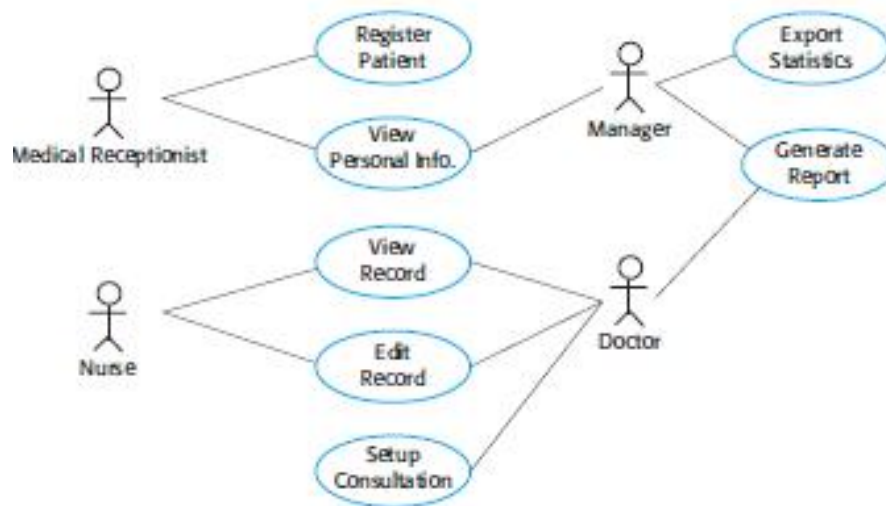 Register
Patient
Export
Statistics
Medical Receptionist
View
Personal Info.
Manager
Generate
Report
View
Record
Nurse
Edit
Record
Doctor
Setup
Consultation